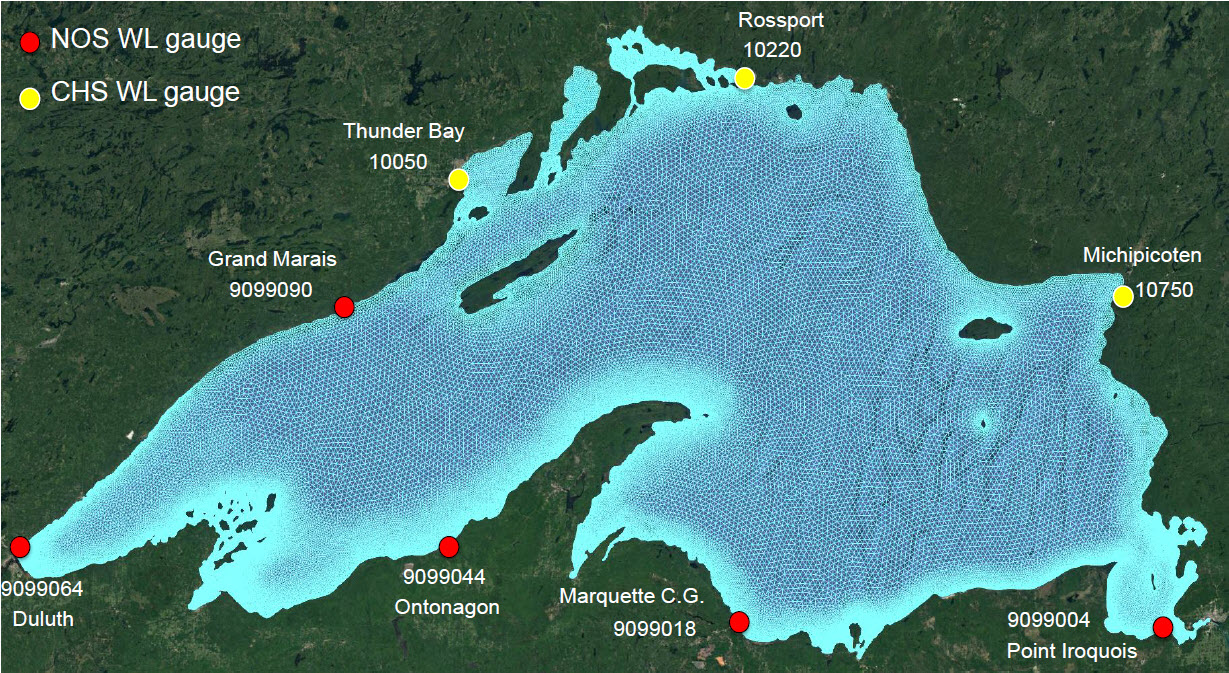 NOS WL gauge
CHS WL gauge
Rossport
10220
Thunder Bay
10050
Grand Marais
9099090
Michipicoten
10750
9099064
Duluth
9099044
Ontonagon
Marquette C.G.
9099018
9099004
Point Iroquois